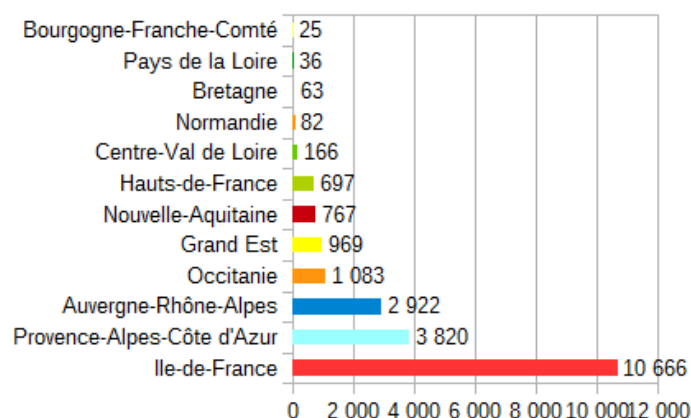 Bourgogne-Franche-Comté 25
Pays de la Loire 36
Bretagne 63
Normandie 82
Centre-Val de Loire 166
Hauts-de-France 697
Nouvelle-Aquitaine 767
Grand Est 969
Occitanie 1 083
Auvergne-Rhône-Alpes 2 922
Provence-Alpes-Côte d'Azur 3 820
Ile-de-France 10 666
0 2 000 4 000 6 000 8 000 10 000 12 000